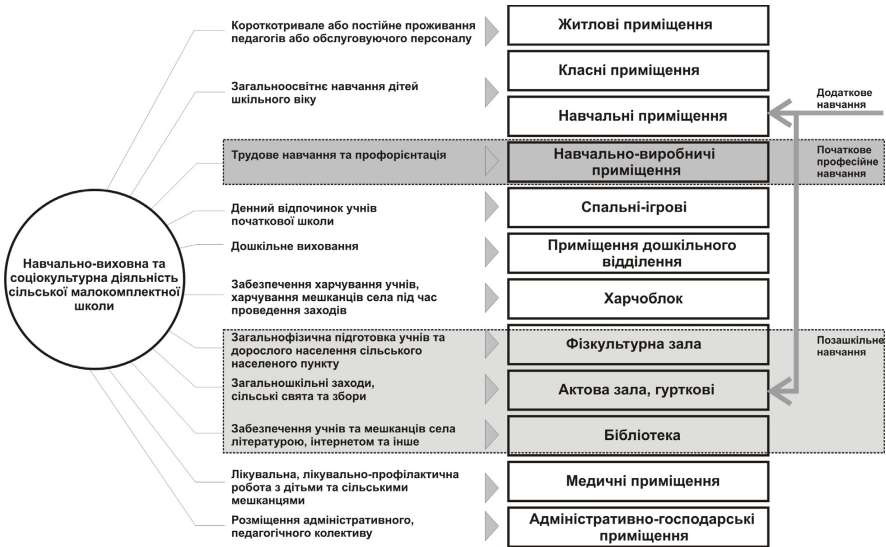 Короткотривале або постійне проживання
педагогів або обслуговуючого персоналу
Житлові приміщення
Загальноосвітнє навчання дітей
шкільного віку
Класні приміщення
Навчальні приміщення
Додаткове
навчання
Трудове навчання та профорієнтація
Навчально-виробничі
приміщення
Початкове
професійне
навчання
Денний відпочинок учнів
початкової школи
Спальні-ігрові
Дошкільне виховання
Приміщення дошкільного
відділення
Навчально-виховна та
соціокультурна діяльність
сільської малокомплектної
школи
Забезпечення харчування учнів,
харчування мешканців села під час
проведення заходів
Харчоблок
Загальнофізична підготовка учнів та
дорослого населення сільського
населеного пункту
Фізкультурна зала
Позашкільне
навчання
Загальношкільні заходи,
сільські свята та збори
Актова зала, гурткові
Забезпечення учнів та мешканців села
літературою, інтернетом та інше
Бібліотека
Лікувальна, лікувально-профілактична
робота з дітьми та сільськими
мешканцями
Медичні приміщення
Розміщення адміністративного,
педагогічного колективу
Адміністративно-господарські
приміщення